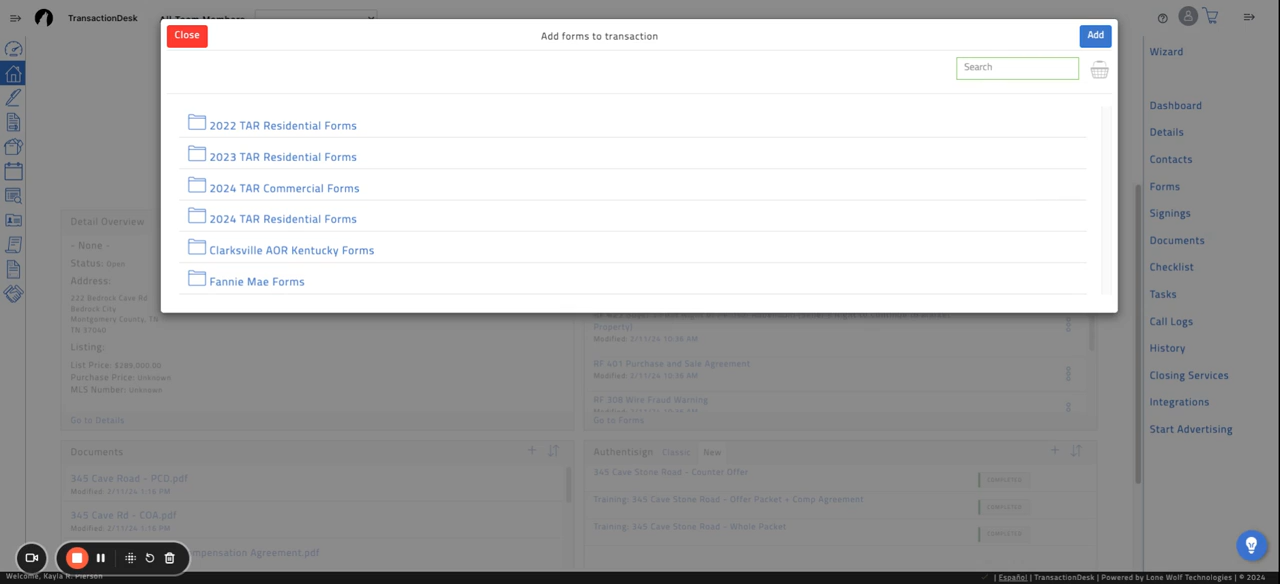 TransactionDesk
All Team Members
Close
Add forms to transaction
Add
Search
2022 TAR Residential Forms
2023 TAR Residential Forms
2024 TAR Commercial Forms
2024 TAR Residential Forms
Clarksville AOR Kentucky Forms
Fannie Mae Forms
Wizard
Dashboard
Details
Contacts
Forms
Signings
Documents
Checklist
Tasks
Call Logs
History
Closing Services
Integrations
Start Advertising
Detail Overview
- None -
Status: Open
Address:
232 Bedrock Cave Rd
Bedrock City
Montgomery County, TN
TN 37040
Listing:
List Price: $285,000.00
Purchase Price: Unknown
MLS Number: Unknown
Go to Details
Property)
Modified: 2/11/24 10:36 AM
RF 401 Purchase and Sale Agreement
Modified: 2/11/24 10:36 AM
RF 308 Wire Fraud Warning
Go to Forms
Documents
345 Cave Road - PCD.pdf
Modified: 2/11/24 1:16 PM
345 Cave Rd - COA.pdf
Modified: 2/11/24 1:16 PM
mpensation Agreement.pdf
Authentisign Classic New
345 Cave Stone Road - Counter Offer
COMPLETED
Training: 345 Cave Stone Road - Offer Packet + Comp Agreement
COMPLETED
Training: 345 Cave Stone Road - Whole Packet
COMPLETED
Welcome, Kayla R. Pierson
| Español | TransactionDesk | Powered by Lone Wolf Technologies | © 2024